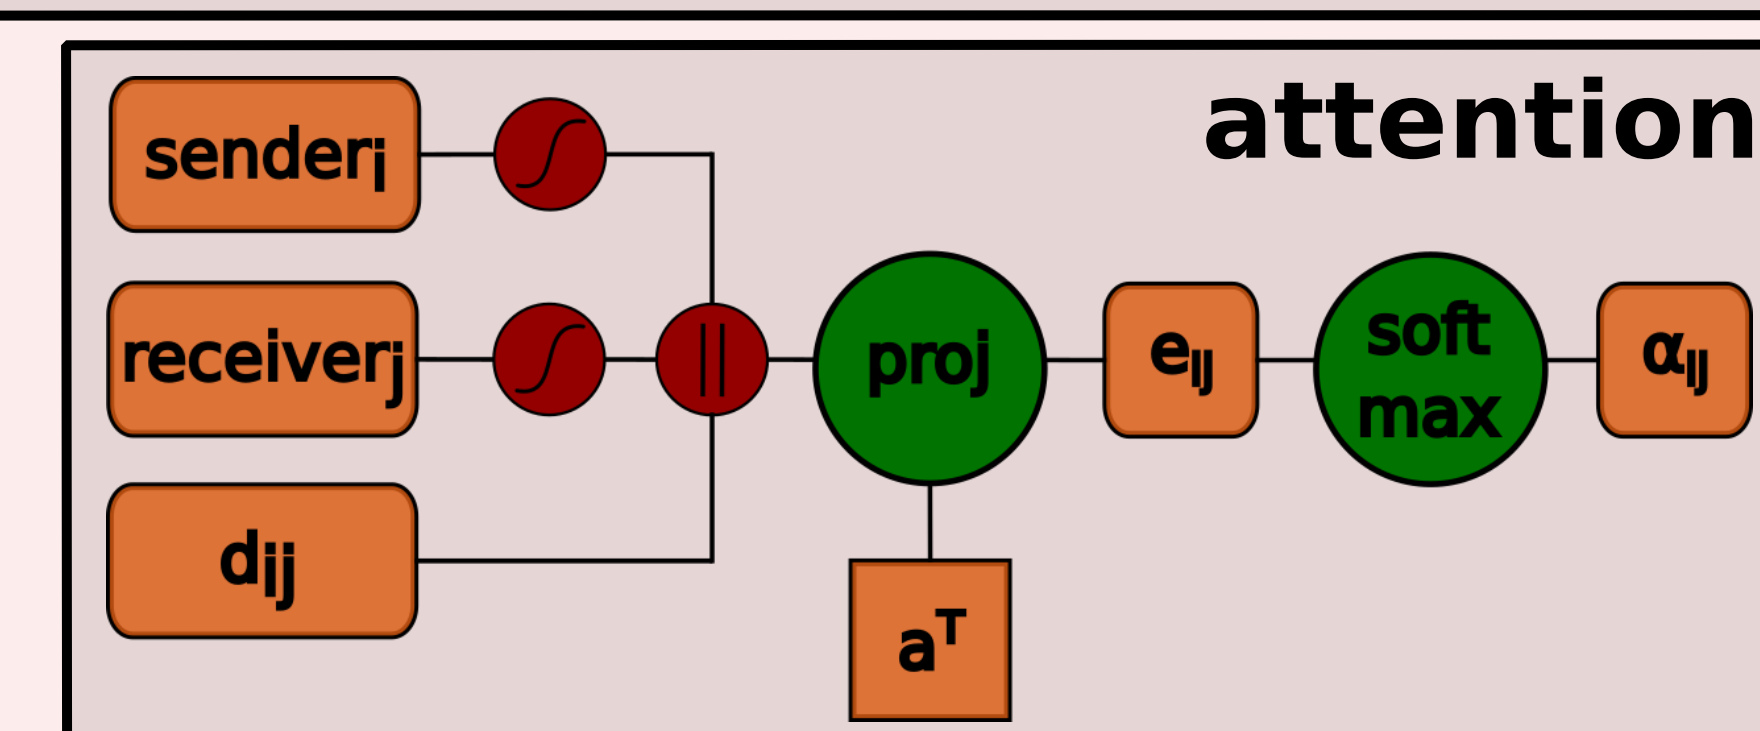 attention
senderi
receiverj
||
proj
eIJ
soft
max
αIJ
dij
aT